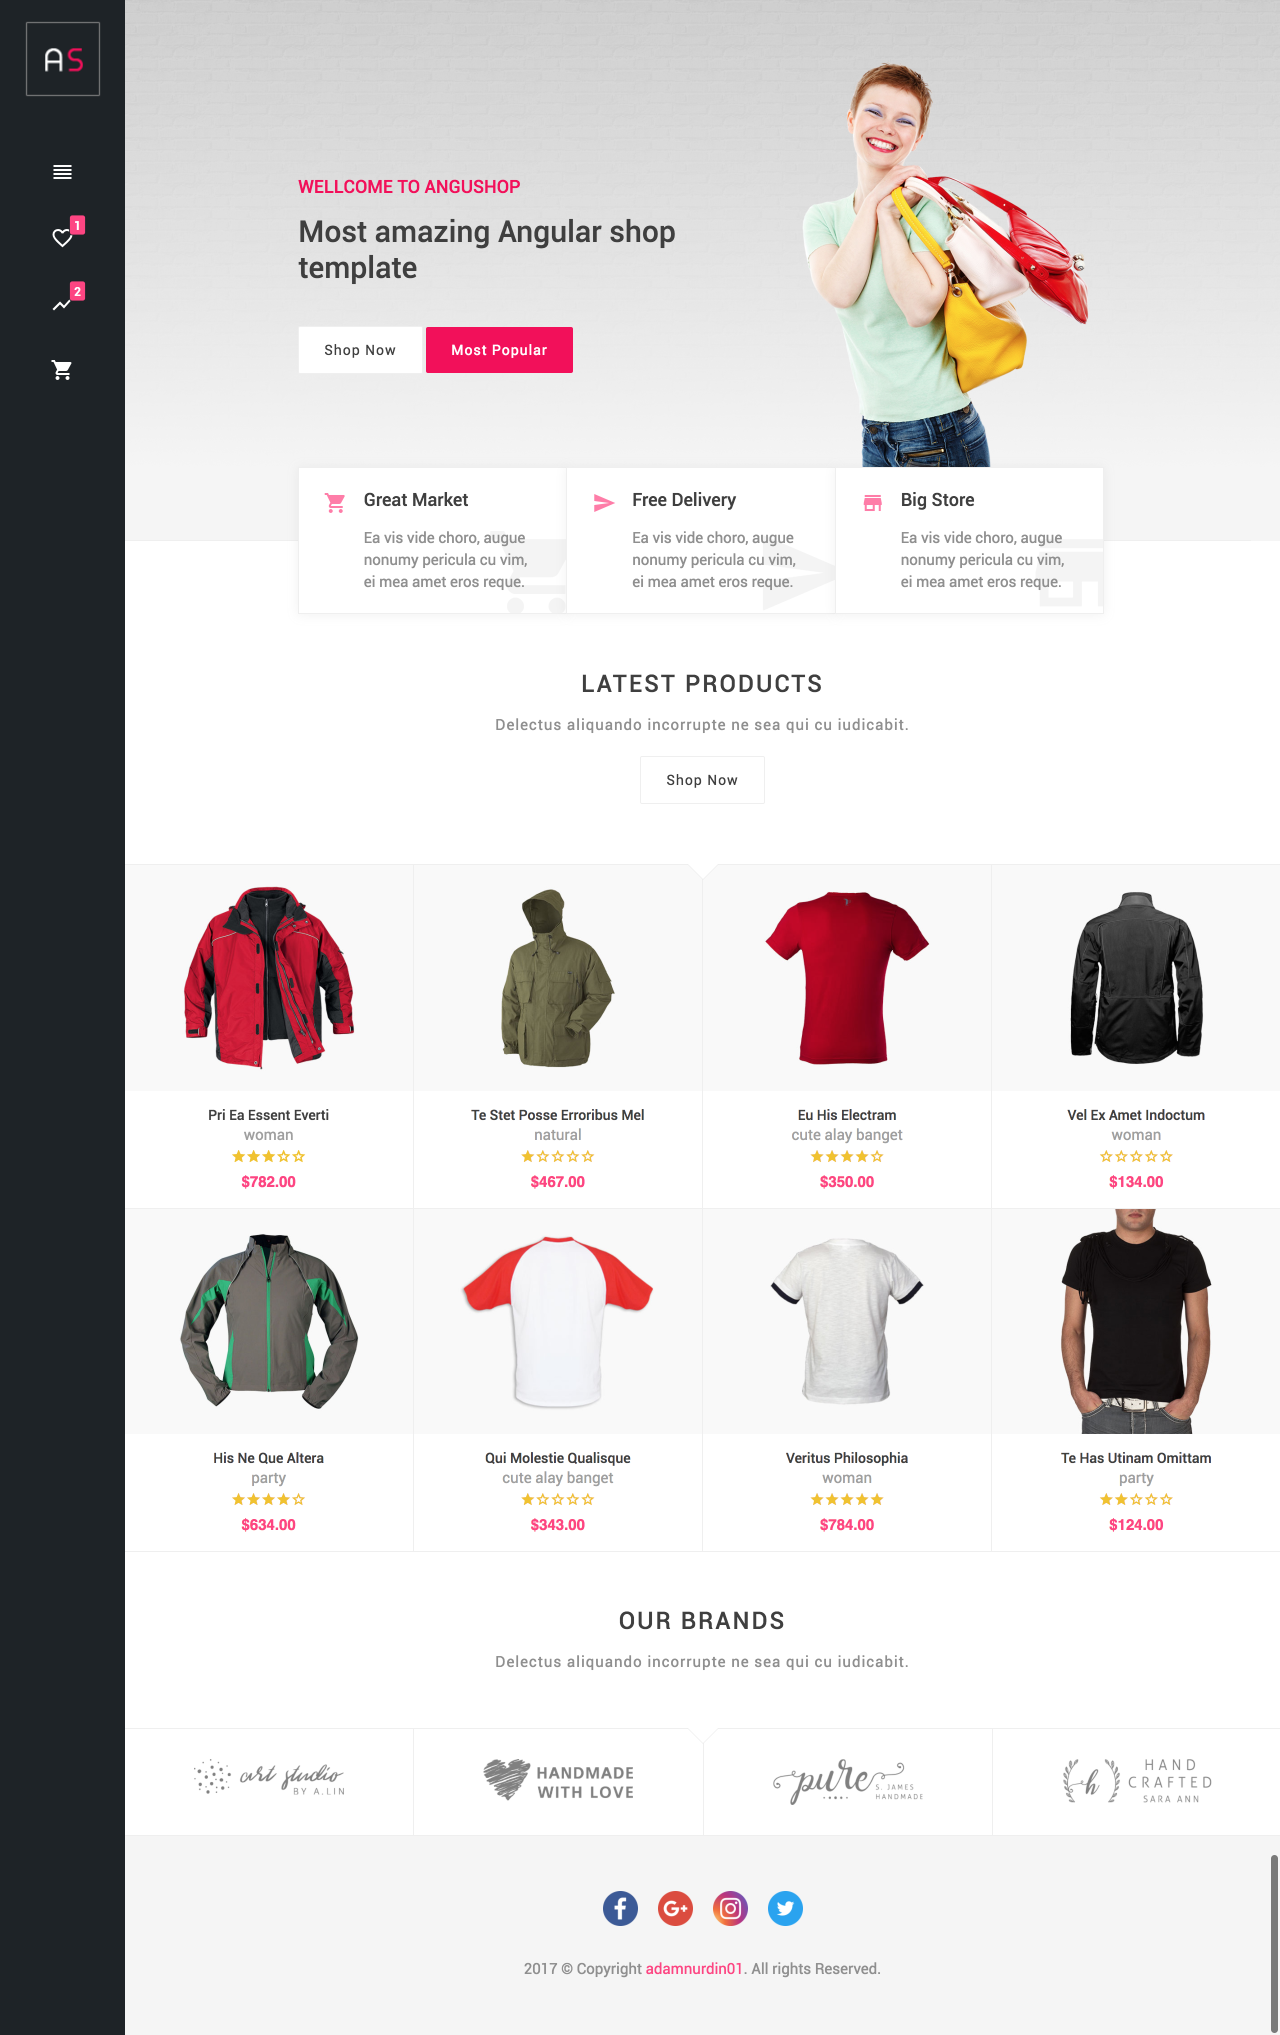 AS
1
2
WELLCOME TO ANGUSHOP
Most amazing Angular shop
template
Shop Now
Most Popular
Great Market
Ea vis vide choro, augue
nonumy pericula cu vim,
ei mea amet eros reque.
Free Delivery
Ea vis vide choro, augue
nonumy pericula cu vim,
ei mea amet eros reque.
Big Store
Ea vis vide choro, augue
nonumy pericula cu vim,
ei mea amet eros reque.
LATEST PRODUCTS
Delectus aliquando incorrupte ne sea qui cu iudicabit.
Shop Now
Pri Ea Essent Everti
woman
$782.00
Te Stet Posse Erroribus Mel
natural
$467.00
Eu His Electram
cute alay banget
$350.00
Vel Ex Amet Indoctum
woman
$134.00
His Ne Que Altera
party
$634.00
Qui Molestie Qualisque
cute alay banget
$343.00
Veritus Philosophia
woman
$784.00
Te Has Utinam Omittam
party
$124.00
OUR BRANDS
Delectus aliquando incorrupte ne sea qui cu iudicabit.
art studio
BY A.LIN
HANDMADE
WITH LOVE
pure
S. JAMES
HANDMADE
h
HAND
CRAFTED
SARA ANN
2017 © Copyright adamnurdin01. All rights Reserved.